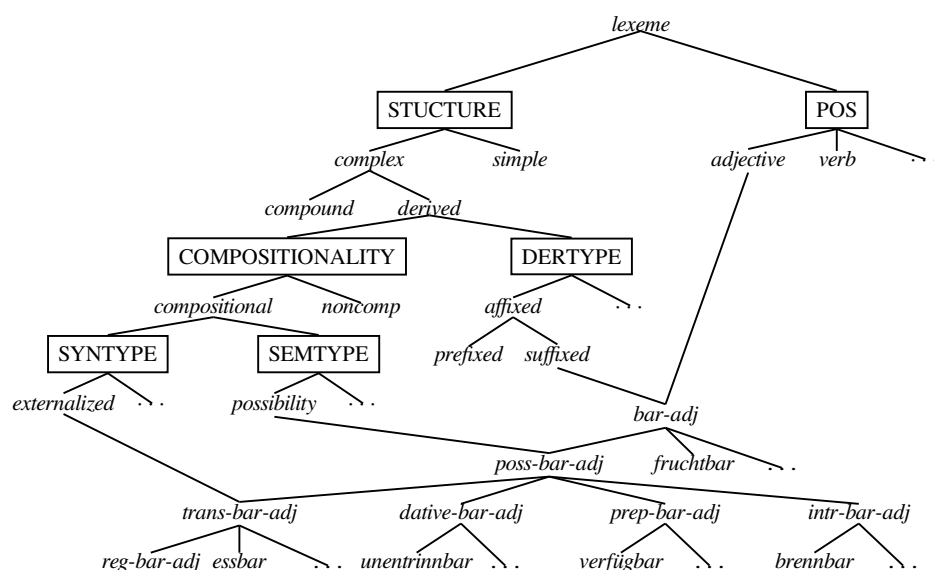 lexeme
STUCTURE POS
complex simple adjective verb ...
compound derived
COMPOSITIONALITY DERTYPE
compositional noncomp affixed ...
SYNTYPE SEMTYPE prefixed suffixed
externalized ... possibility ... bar-adj
poss-bar-adj fruchtbar ...
trans-bar-adj dative-bar-adj prep-bar-adj intr-bar-adj
reg-bar-adj essbar ... unentrinnbar ... verfügbar ... brennbar ...